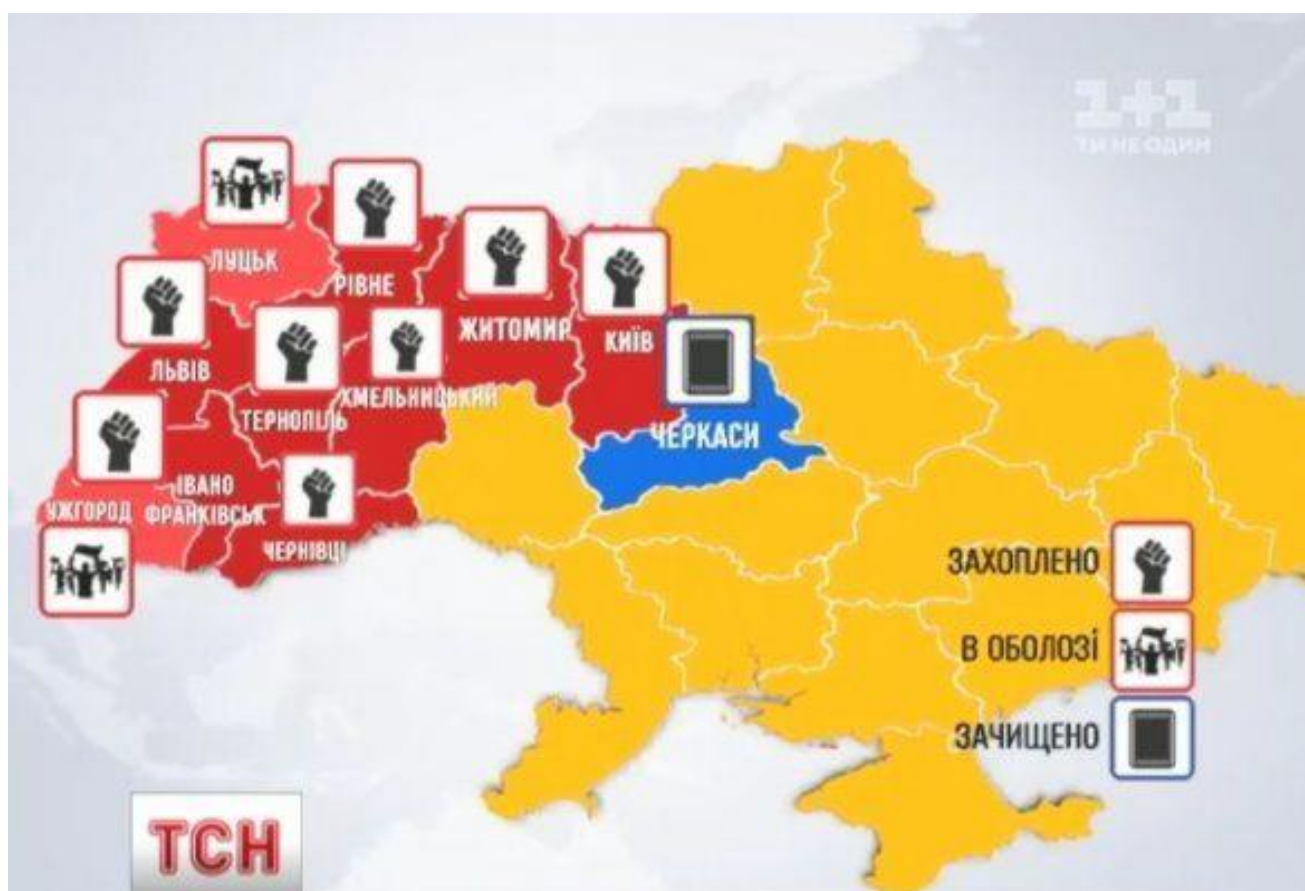 1+1
ТИ НЕ ОДИН
ЛУЦЬК
РІВНЕ
ЖИТОМИР
КИЇВ
ЛЬВІВ
ТЕРНОПІЛЬ
ХМЕЛЬНИЦЬКИЙ
ЧЕРКАСИ
УЖГОРОД
ІВАНО
ФРАНКІВСЬК
ЧЕРНІВЦІ
ЗАХОПЛЕНО
В ОБОЛОЗІ
ЗАЧИЩЕНО
ТСН